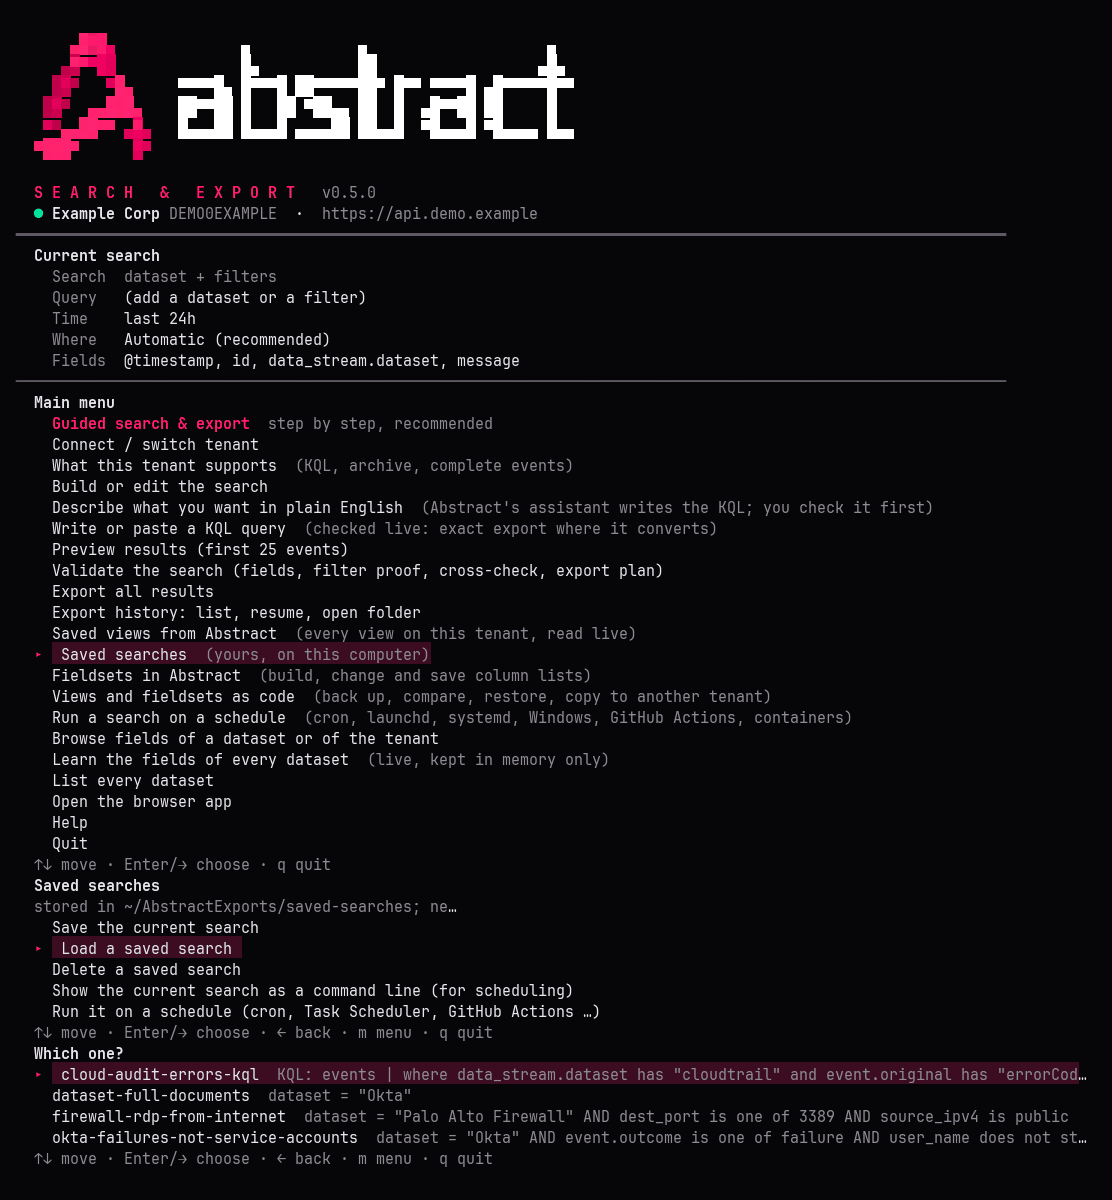 abstract
SEARCH & EXPORT v0.5.0
● Example Corp DEMO0EXAMPLE · https://api.demo.example
Current search
Search dataset + filters
Query (add a dataset or a filter)
Time last 24h
Where Automatic (recommended)
Fields @timestamp, id, data_stream.dataset, message
Main menu
Guided search & export step by step, recommended
Connect / switch tenant
What this tenant supports (KQL, archive, complete events)
Build or edit the search
Describe what you want in plain English (Abstract's assistant writes the KQL; you check it first)
Write or paste a KQL query (checked live: exact export where it converts)
Preview results (first 25 events)
Validate the search (fields, filter proof, cross-check, export plan)
Export all results
Export history: list, resume, open folder
Saved views from Abstract (every view on this tenant, read live)
▸ Saved searches (yours, on this computer)
Fieldsets in Abstract (build, change and save column lists)
Views and fieldsets as code (back up, compare, restore, copy to another tenant)
Run a search on a schedule (cron, launchd, systemd, Windows, GitHub Actions, containers)
Browse fields of a dataset or of the tenant
Learn the fields of every dataset (live, kept in memory only)
List every dataset
Open the browser app
Help
Quit
↑↓ move · Enter/→ choose · q quit
Saved searches
stored in ~/AbstractExports/saved-searches; ne…
Save the current search
▸ Load a saved search
Delete a saved search
Show the current search as a command line (for scheduling)
Run it on a schedule (cron, Task Scheduler, GitHub Actions …)
↑↓ move · Enter/→ choose · ← back · m menu · q quit
Which one?
▸ cloud-audit-errors-kql KQL: events | where data_stream.dataset has "cloudtrail" and event.original has "errorCod…
dataset-full-documents dataset = "Okta"
firewall-rdp-from-internet dataset = "Palo Alto Firewall" AND dest_port is one of 3389 AND source_ipv4 is public
okta-failures-not-service-accounts dataset = "Okta" AND event.outcome is one of failure AND user_name does not st…
↑↓ move · Enter/→ choose · ← back · m menu · q quit